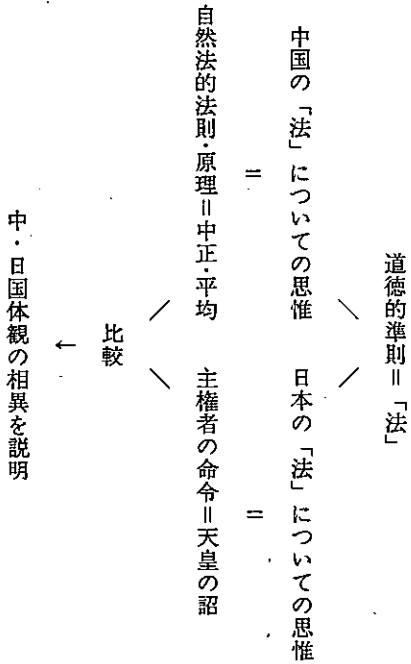 道徳的準則=「法」
中国の「法」についての思惟
日本の「法」についての思惟
=
=
自然法的法則・原理=中正・平均
主権者の命令=天皇の詔
比較
←
中・日国体観の相異を説明